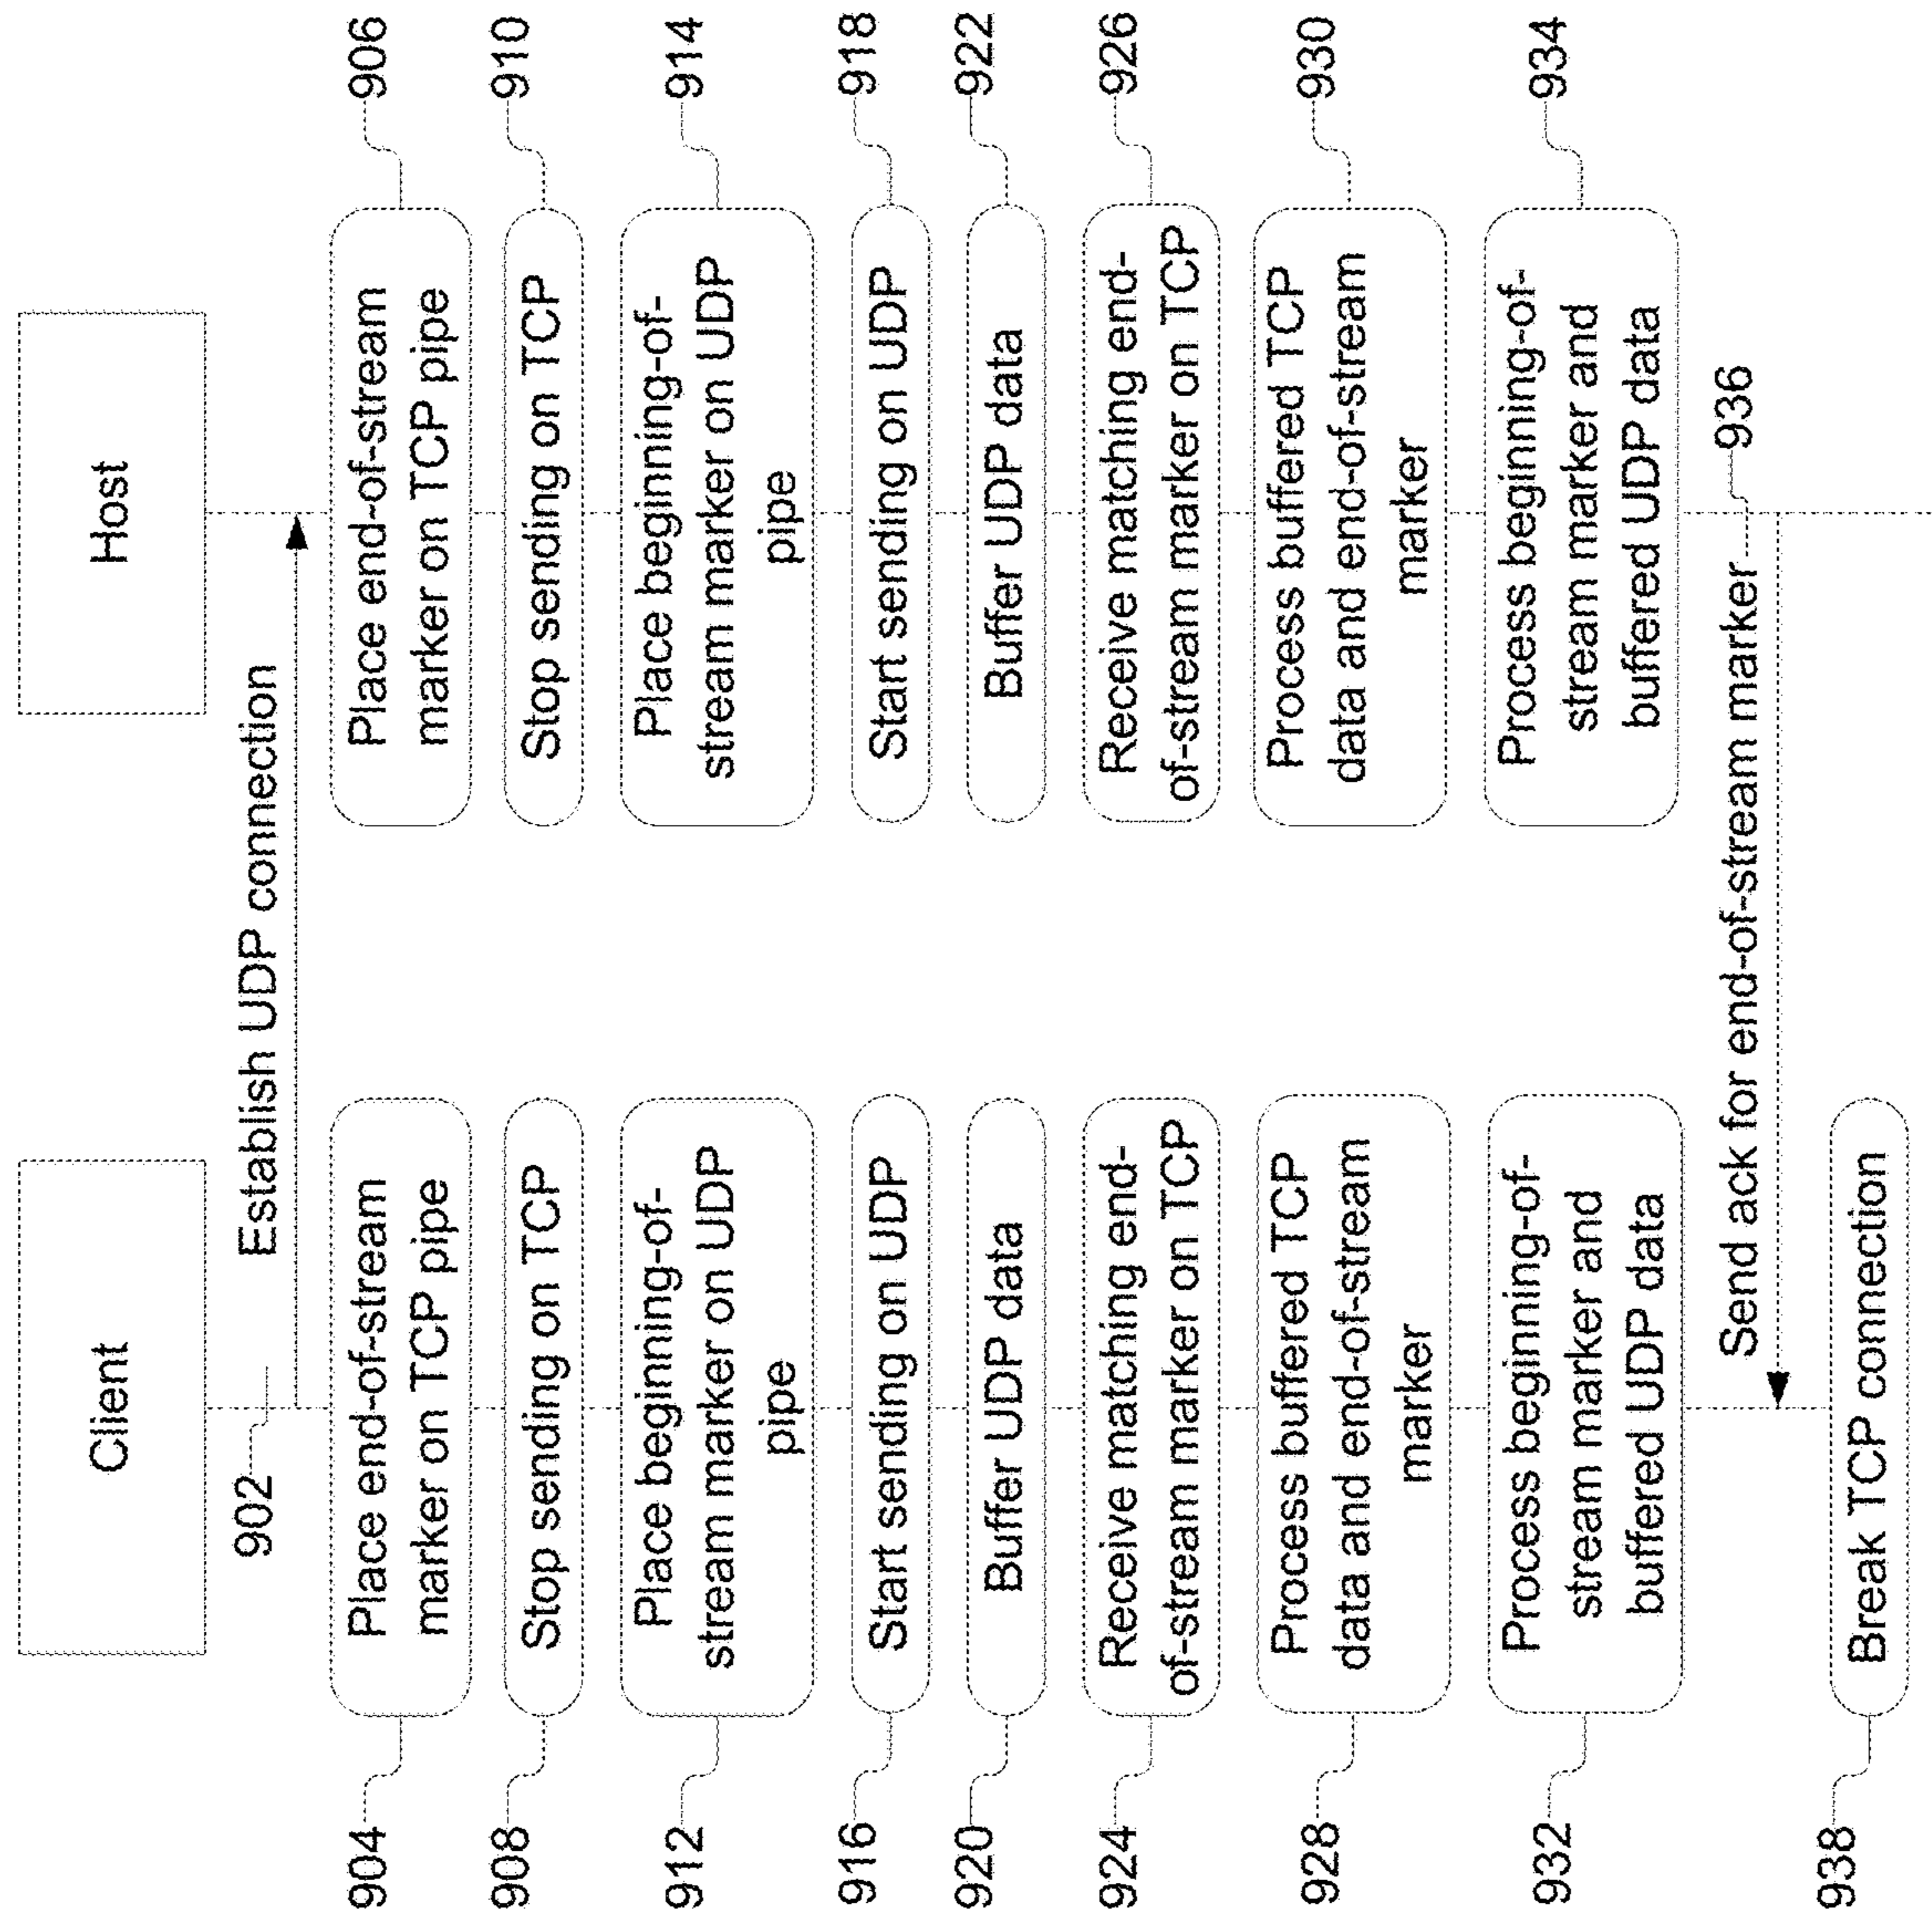 Client
Host
902
Establish UDP connection
904
Place end-of-stream
marker on TCP pipe
Place end-of-stream
marker on TCP pipe
906
908
Stop sending on TCP
Stop sending on TCP
910
912
Place beginning-of-
stream marker on UDP
pipe
Place beginning-of-
stream marker on UDP
pipe
914
916
Start sending on UDP
Start sending on UDP
918
920
Buffer UDP data
Buffer UDP data
922
924
Receive matching end-
of-stream marker on TCP
Receive matching end-
of-stream marker on TCP
926
928
Process buffered TCP
data and end-of-stream
marker
Process buffered TCP
data and end-of-stream
marker
930
932
Process beginning-of-
stream marker and
buffered UDP data
Process beginning-of-
stream marker and
buffered UDP data
934
Send ack for end-of-stream marker
936
938
Break TCP connection